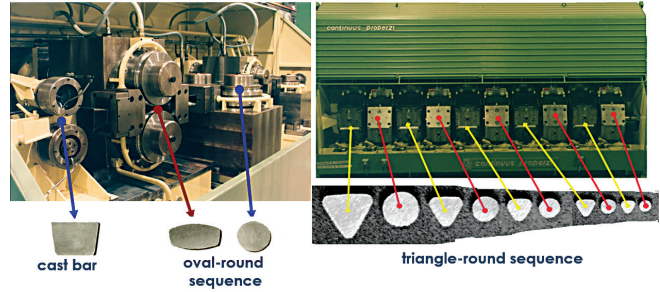 continuus properzi
continuus properzi
cast bar
oval-round
sequence
triangle-round sequence